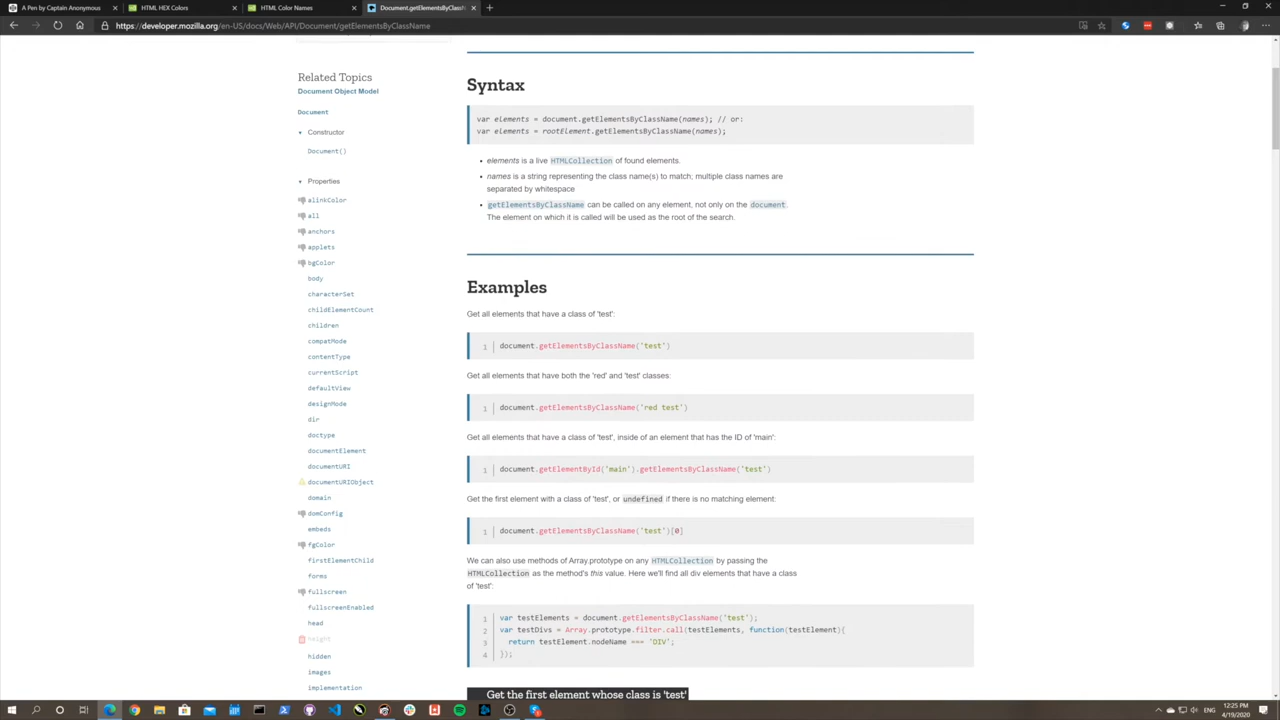 A Pen by Captain Anonymous
HTML HEX Colors
HTML Color Names
Document.getElementsByClassN
https://developer.mozilla.org/en-US/docs/Web/API/Document/getElementsByClassName
Related Topics
Document Object Model
Document
Constructor
Document()
Properties
alinkColor
all
anchors
applets
bgColor
body
characterSet
childElementCount
children
compatMode
contentType
currentScript
defaultView
designMode
dir
doctype
documentElement
documentURI
documentURIObject
domain
domConfig
embeds
fgColor
firstElementChild
forms
fullscreen
fullscreenEnabled
head
height
hidden
images
implementation
Syntax
var elements = document.getElementsByClassName(names); // or:
var elements = rootElement.getElementsByClassName(names);
elements is a live HTMLCollection of found elements.
names is a string representing the class name(s) to match; multiple class names are
separated by whitespace
getElementsByClassName can be called on any element, not only on the document.
The element on which it is called will be used as the root of the search.
Examples
Get all elements that have a class of 'test':
1 document.getElementsByClassName('test')
Get all elements that have both the 'red' and 'test' classes:
1 document.getElementsByClassName('red test')
Get all elements that have a class of 'test', inside of an element that has the ID of 'main':
1 document.getElementById('main').getElementsByClassName('test')
Get the first element with a class of 'test', or undefined if there is no matching element:
1 document.getElementsByClassName('test')[0]
We can also use methods of Array.prototype on any HTMLCollection by passing the
HTMLCollection as the method's this value. Here we'll find all div elements that have a class
of 'test':
1 var testElements = document.getElementsByClassName('test');
2 var testDivs = Array.prototype.filter.call(testElements, function(testElement){
3 return testElement.nodeName === 'DIV';
4 });
Get the first element whose class is 'test'
12:25 PM
4/19/2020